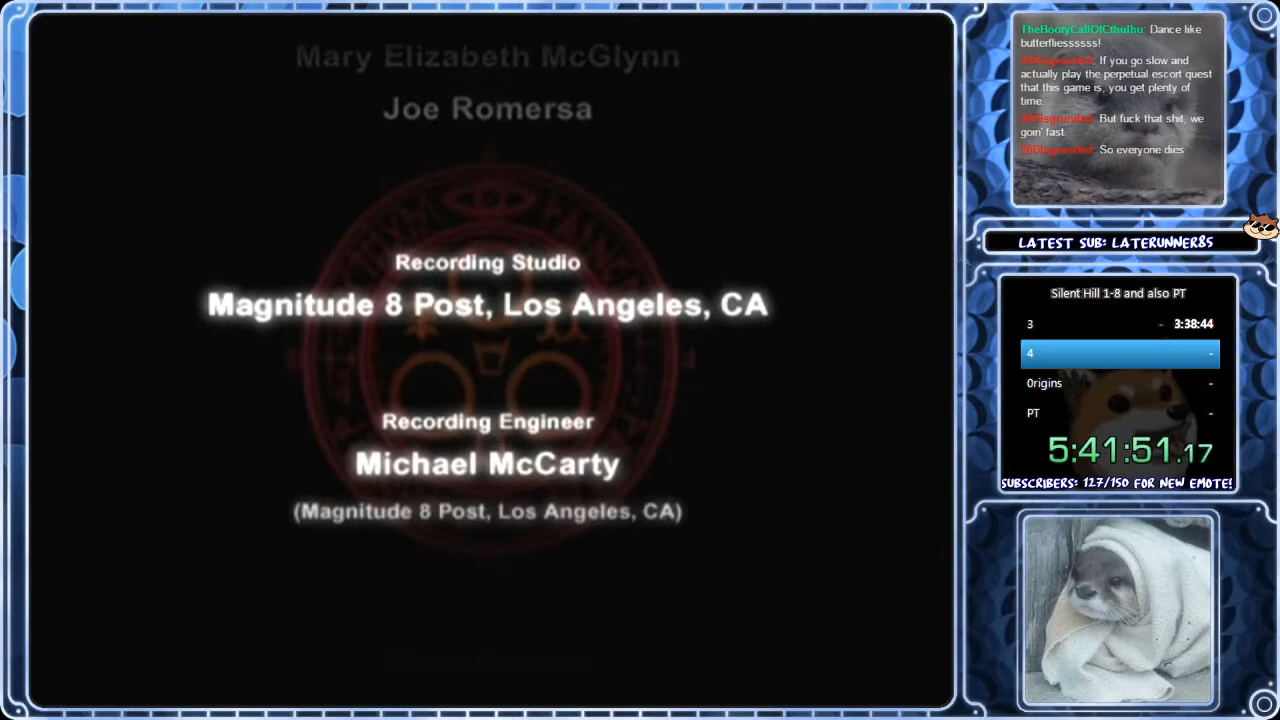 Mary Elizabeth McGlynn
Joe Romersa
Recording Studio
Magnitude 8 Post, Los Angeles, CA
Recording Engineer
Michael McCarty
(Magnitude 8 Post, Los Angeles, CA)
TheBootyCallOfCthulhu: Dance like
butterfliessssss!
If you go slow and
actually play the perpetual escort quest
that this game is, you get plenty of
time.
But fuck that shit, we
goin' fast.
So everyone dies
LATEST SUB: LATERUNNER85
Silent Hill 1-8 and also PT
3 - 3:38:44
4 -
0rigins -
PT -
5:41:51.17
SUBSCRIBERS: 127/150 FOR NEW EMOTE!